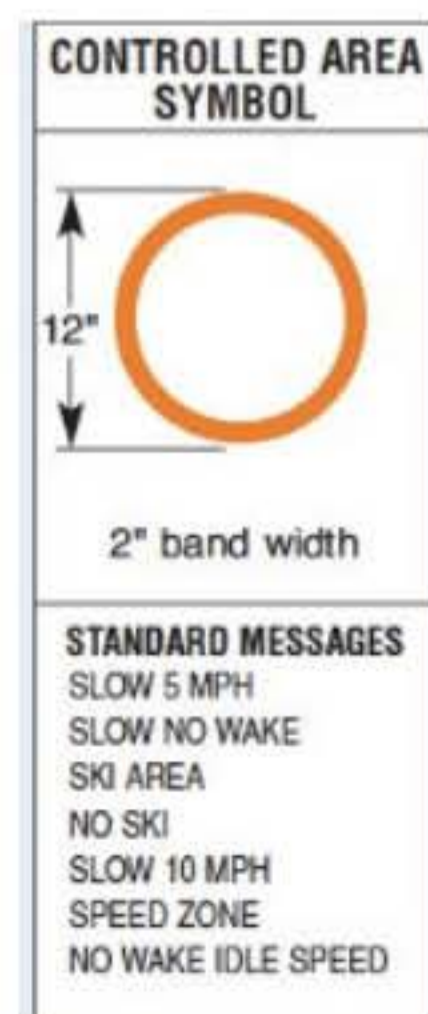 CONTROLLED AREA
SYMBOL
12"
2" band width
STANDARD MESSAGES
SLOW 5 MPH
SLOW NO WAKE
SKI AREA
NO SKI
SLOW 10 MPH
SPEED ZONE
NO WAKE IDLE SPEED